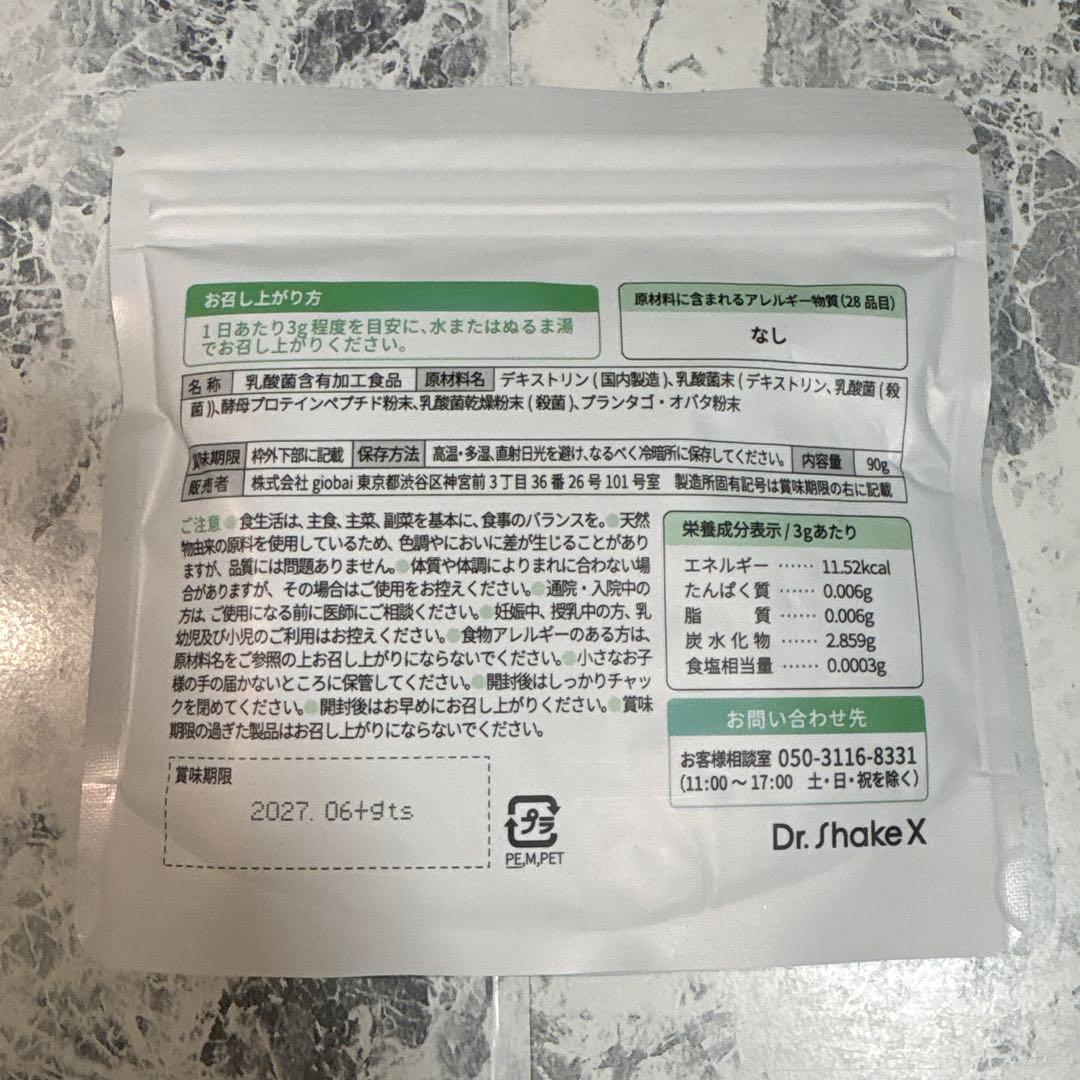 お召し上がり方
1日あたり3g程度を目安に、水またはぬるま湯
でお召し上がりください。
原材料に含まれるアレルギー物質(28品目)
なし
名称 乳酸菌含有加工食品 原材料名 デキストリン(国内製造)、乳酸菌末(デキストリン、乳酸菌(殺
菌))、酵母プロテインペプチド粉末、乳酸菌乾燥粉末(殺菌)、プランタゴ・オバタ粉末
賞味期限 枠外下部に記載 保存方法 高温・多湿、直射日光を避け、なるべく冷暗所に保存してください。 内容量 90g
販売者 株式会社 giobai 東京都渋谷区神宮前3丁目36番26号101号室 製造所固有記号は賞味期限の右に記載
ご注意 ●食生活は、主食、主菜、副菜を基本に、食事のバランスを。●天然
物由来の原料を使用しているため、色調やにおいに差が生じることがあり
ますが、品質には問題ありません。●体質や体調によりまれに合わない場
合がありますが、その場合はご使用をお控えください。●通院・入院中の
方は、ご使用になる前に医師にご相談ください。●妊娠中、授乳中の方、乳
幼児及び小児のご利用はお控えください。●食物アレルギーのある方は、
原材料名をご参照の上お召し上がりにならないでください。●小さなお子
様の手の届かないところに保管してください。●開封後はしっかりチャッ
クを閉めてください。●開封後はお早めにお召し上がりください。●賞味
期限の過ぎた製品はお召し上がりにならないでください。
栄養成分表示/3gあたり
エネルギー …… 11.52kcal
たんぱく質 …… 0.006g
脂質 …… 0.006g
炭水化物 …… 2.859g
食塩相当量 …… 0.0003g
お問い合わせ先
お客様相談室 050-3116-8331
(11:00～17:00 土・日・祝を除く)
賞味期限
2027. 06+gts
プラ
PE,M,PET
Dr.Shake X